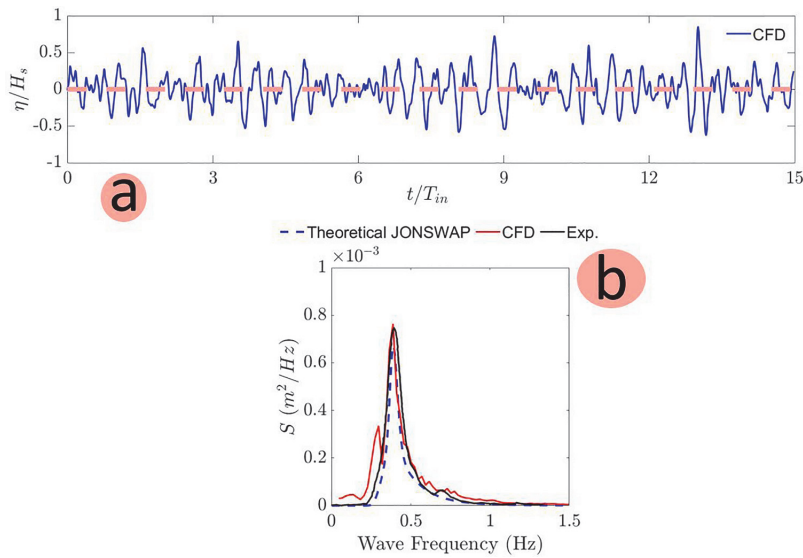 1
0.5
0
-0.5
-1
η/H_s
CFD
0 3 6 9 12 15
t/T_in
a
Theoretical JONSWAP CFD Exp.
×10⁻³
b
1
0.8
0.6
0.4
0.2
0
S (m²/Hz)
0 0.5 1 1.5
Wave Frequency (Hz)